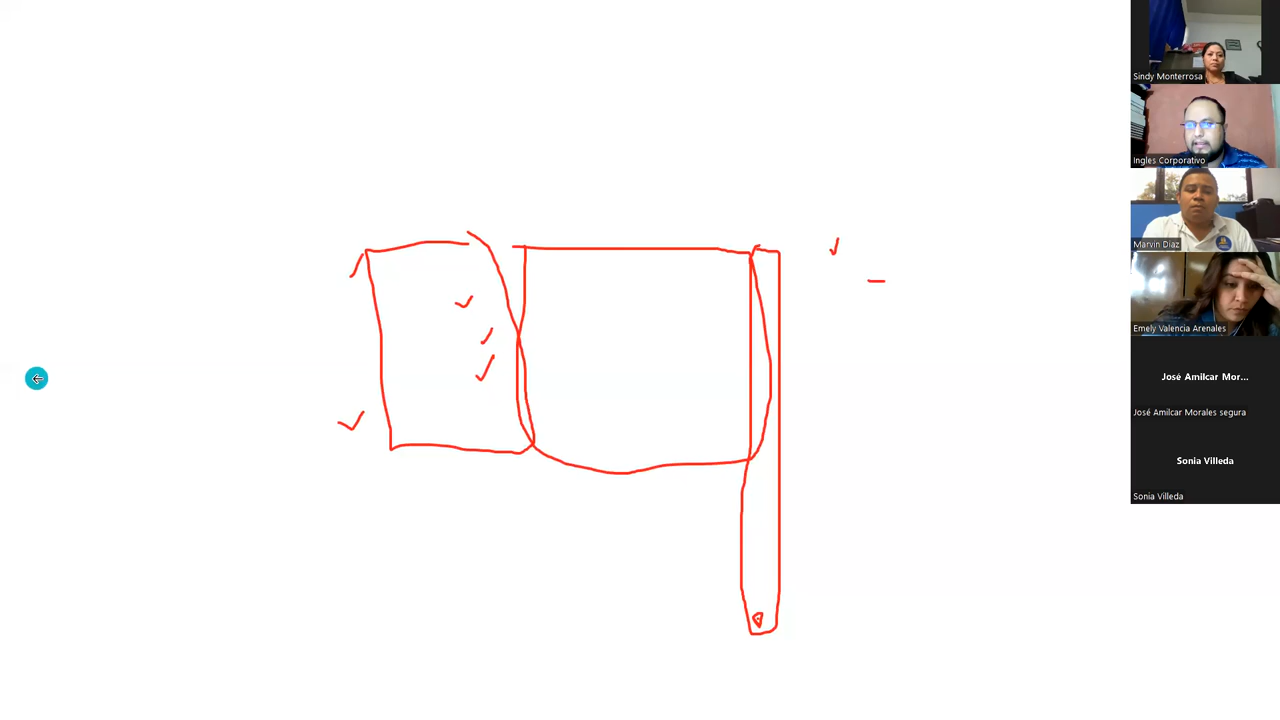 Sindy Monterrosa
Ingles Corporativo
Marvin Diaz
Emely Valencia Arenales
José Amilcar Mor...
José Amilcar Morales segura
Sonia Villeda
Sonia Villeda